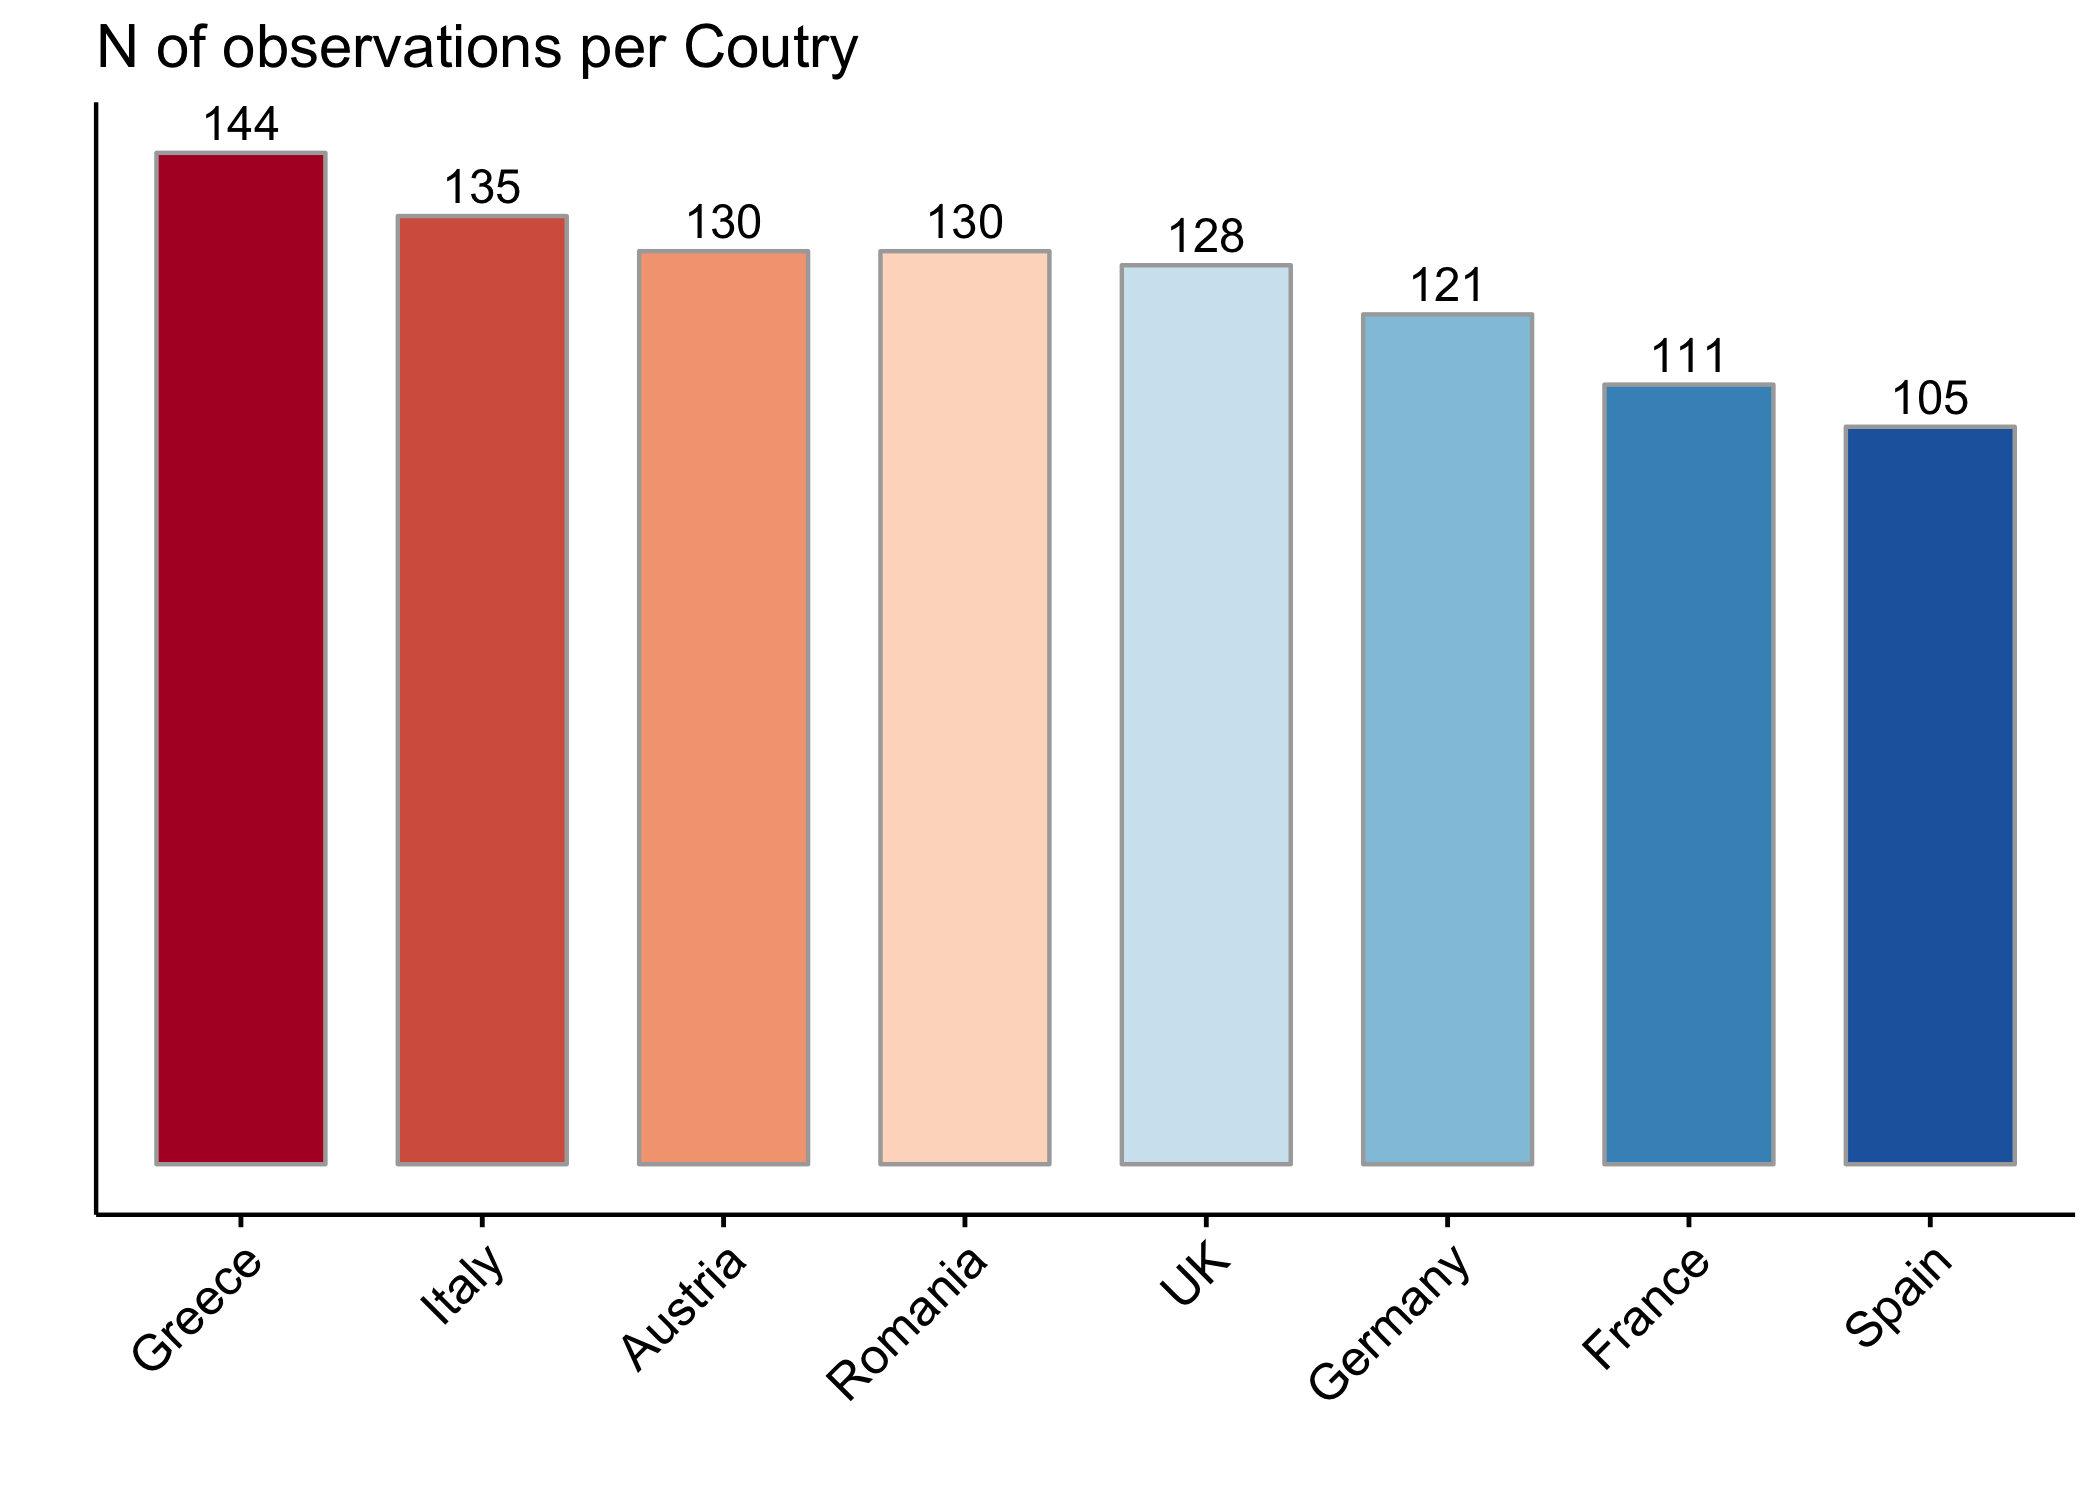 N of observations per Coutry
144
135
130
130
128
121
111
105
Greece
Italy
Austria
Romania
UK
Germany
France
Spain